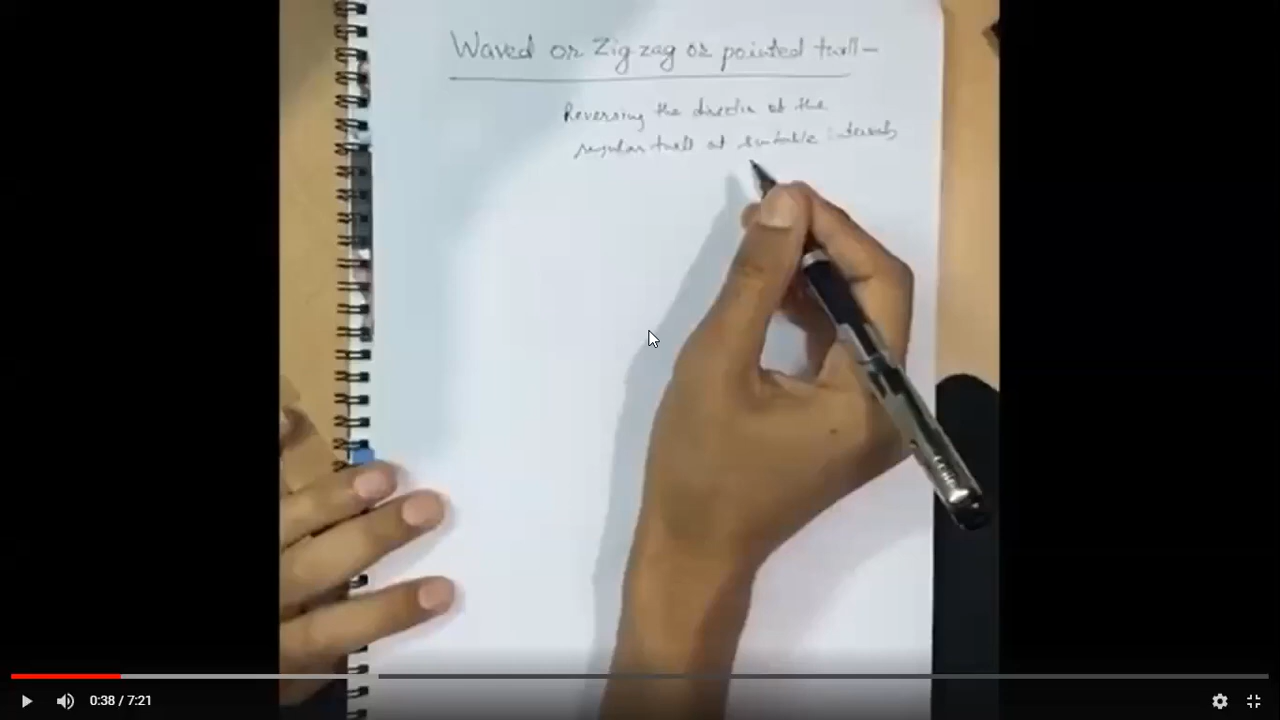 Waved or Zig zag or pointed twill-
Reversing the direction of the
regular twill at suitable intervals
0:38 / 7:21